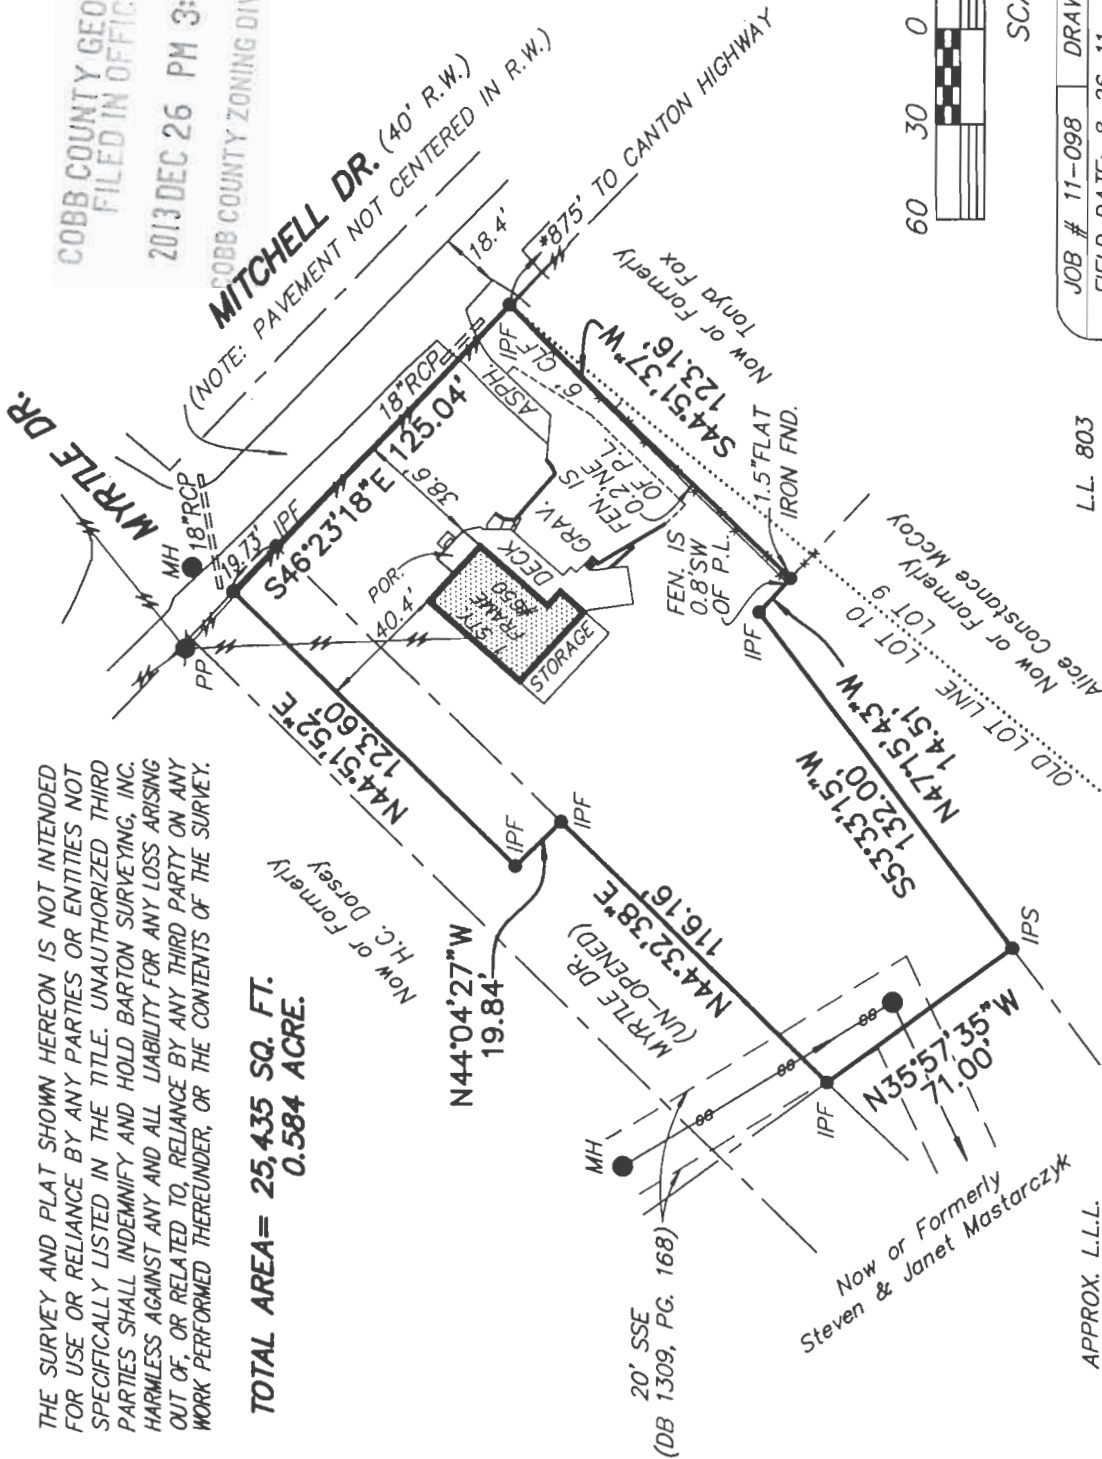 THE SURVEY AND PLAT SHOWN HEREON IS NOT INTENDED
FOR USE OR RELIANCE BY ANY PARTIES OR ENTITIES NOT
SPECIFICALLY LISTED IN THE TITLE. UNAUTHORIZED THIRD
PARTIES SHALL INDEMNIFY AND HOLD BARTON SURVEYING, INC.
HARMLESS AGAINST ANY AND ALL LIABILITY FOR ANY LOSS ARISING
OUT OF, OR RELATED TO, RELIANCE BY ANY THIRD PARTY ON ANY
WORK PERFORMED THEREUNDER, OR THE CONTENTS OF THE SURVEY.
TOTAL AREA= 25,435 SQ. FT.
0.584 ACRE.
COBB COUNTY GEO
FILED IN OFFIC
2013 DEC 26 PM 3:
COBB COUNTY ZONING DIV
MYRTLE DR.
MITCHELL DR. (40' R.W.)
(NOTE: PAVEMENT NOT CENTERED IN R.W.)
*875' TO CANTON HIGHWAY
18.4'
MH
18"RCP
PP
19.73'
IPF
S46°23'18"E 125.04'
18"RCP
ASPH.
IPF
6' CLF
38.6'
POR.
40.4'
DECK
GRAV.
1 STY
FRAME
#650
STORAGE
FEN. IS
0.2'NE
OF P.L.
FEN. IS
0.8'SW
OF P.L.
S44°51'37"W
123.16'
Now or Formerly
Tonya Fox
1.5"FLAT
IRON FND.
N44°51'52"E
123.60'
Now or Formerly
H.C. Dorsey
IPF
IPF
IPF
N44°04'27"W
19.84'
N44°32'38"E
116.16'
MYRTLE DR.
(UN-OPENED)
S53°33'15"W
132.00'
N47°15'43"W
14.51'
OLD LOT LINE
LOT 10
LOT 9
Now or Formerly
Alice Constance McCoy
IPS
N35°57'35"W
71.00'
IPF
MH
20' SSE
(DB 1309, PG. 168)
Now or Formerly
Steven & Janet Mastarczyk
APPROX. L.L.L.
LL 803
60
30
0
SCA
JOB # 11-098
DRAW
FIELD DATE: 8-26-11